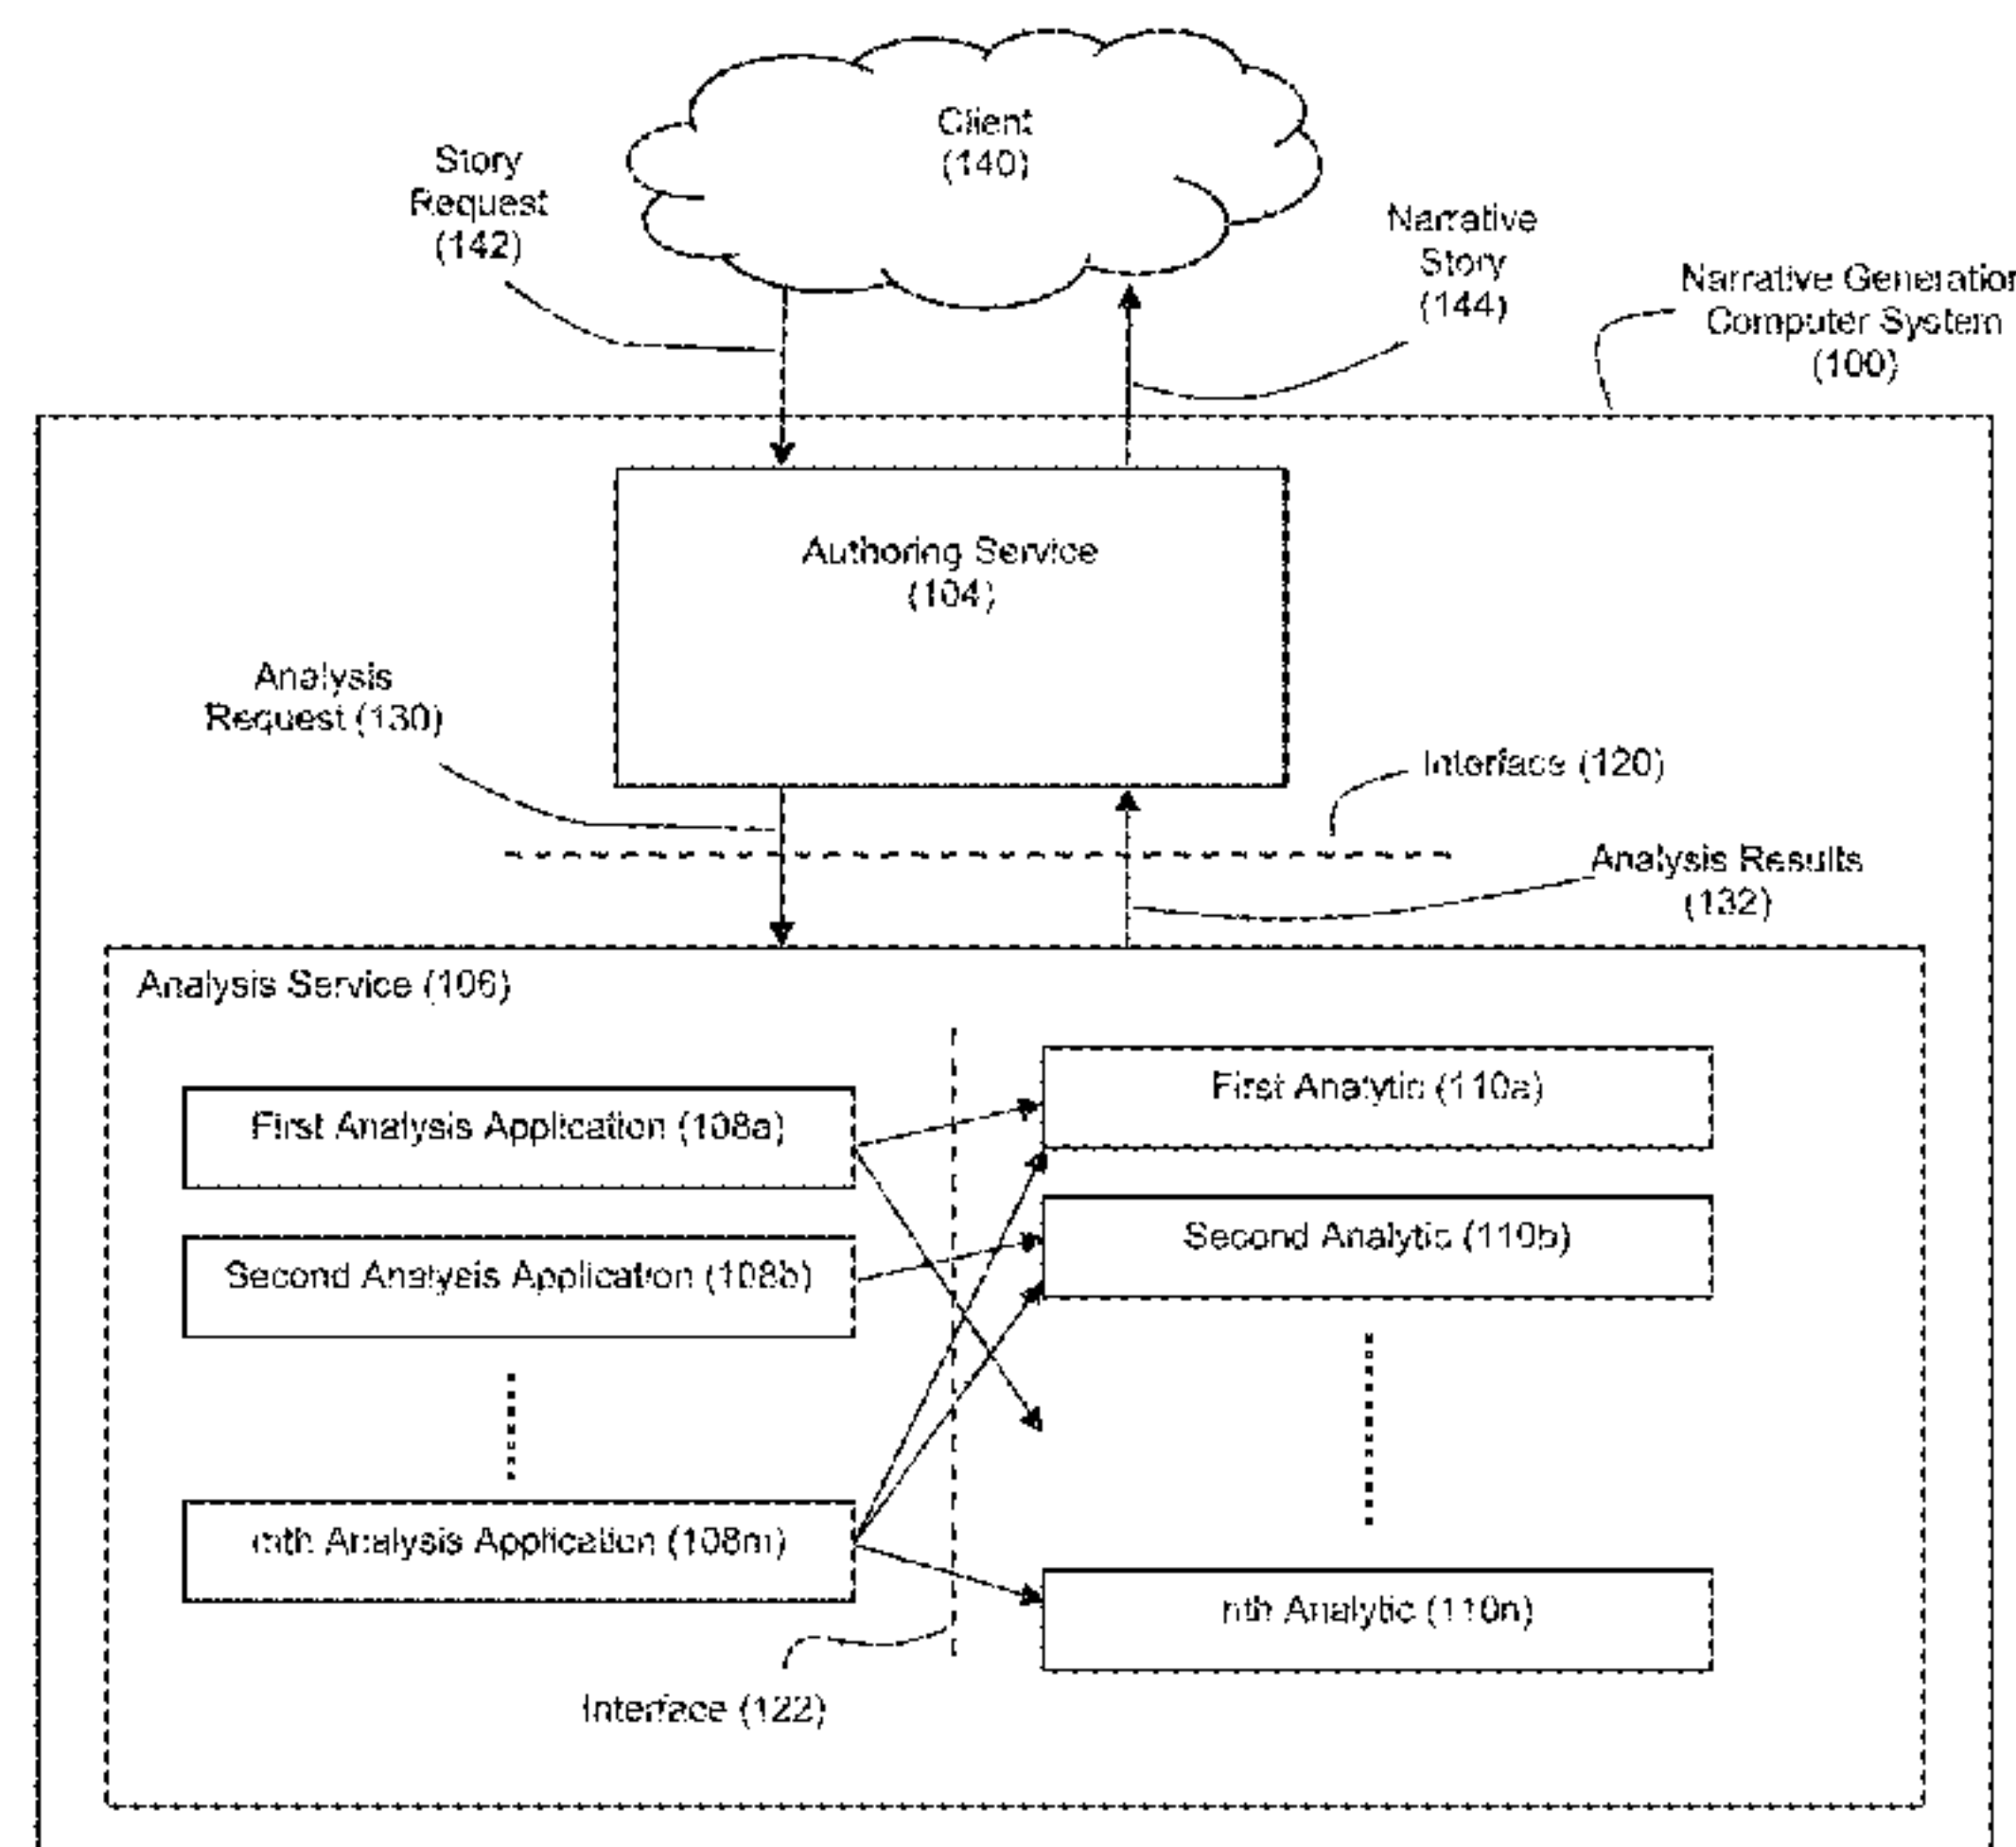 Client
(140)
Story
Request
(142)
Narrative
Story
(144)
Narrative Generation
Computer System
(100)
Authoring Service
(104)
Analysis
Request (130)
Interface (120)
Analysis Results
(132)
Analysis Service (106)
First Analysis Application (108a)
First Analytic (110a)
Second Analysis Application (108b)
Second Analytic (110b)
mth Analysis Application (108m)
nth Analytic (110n)
Interface (122)